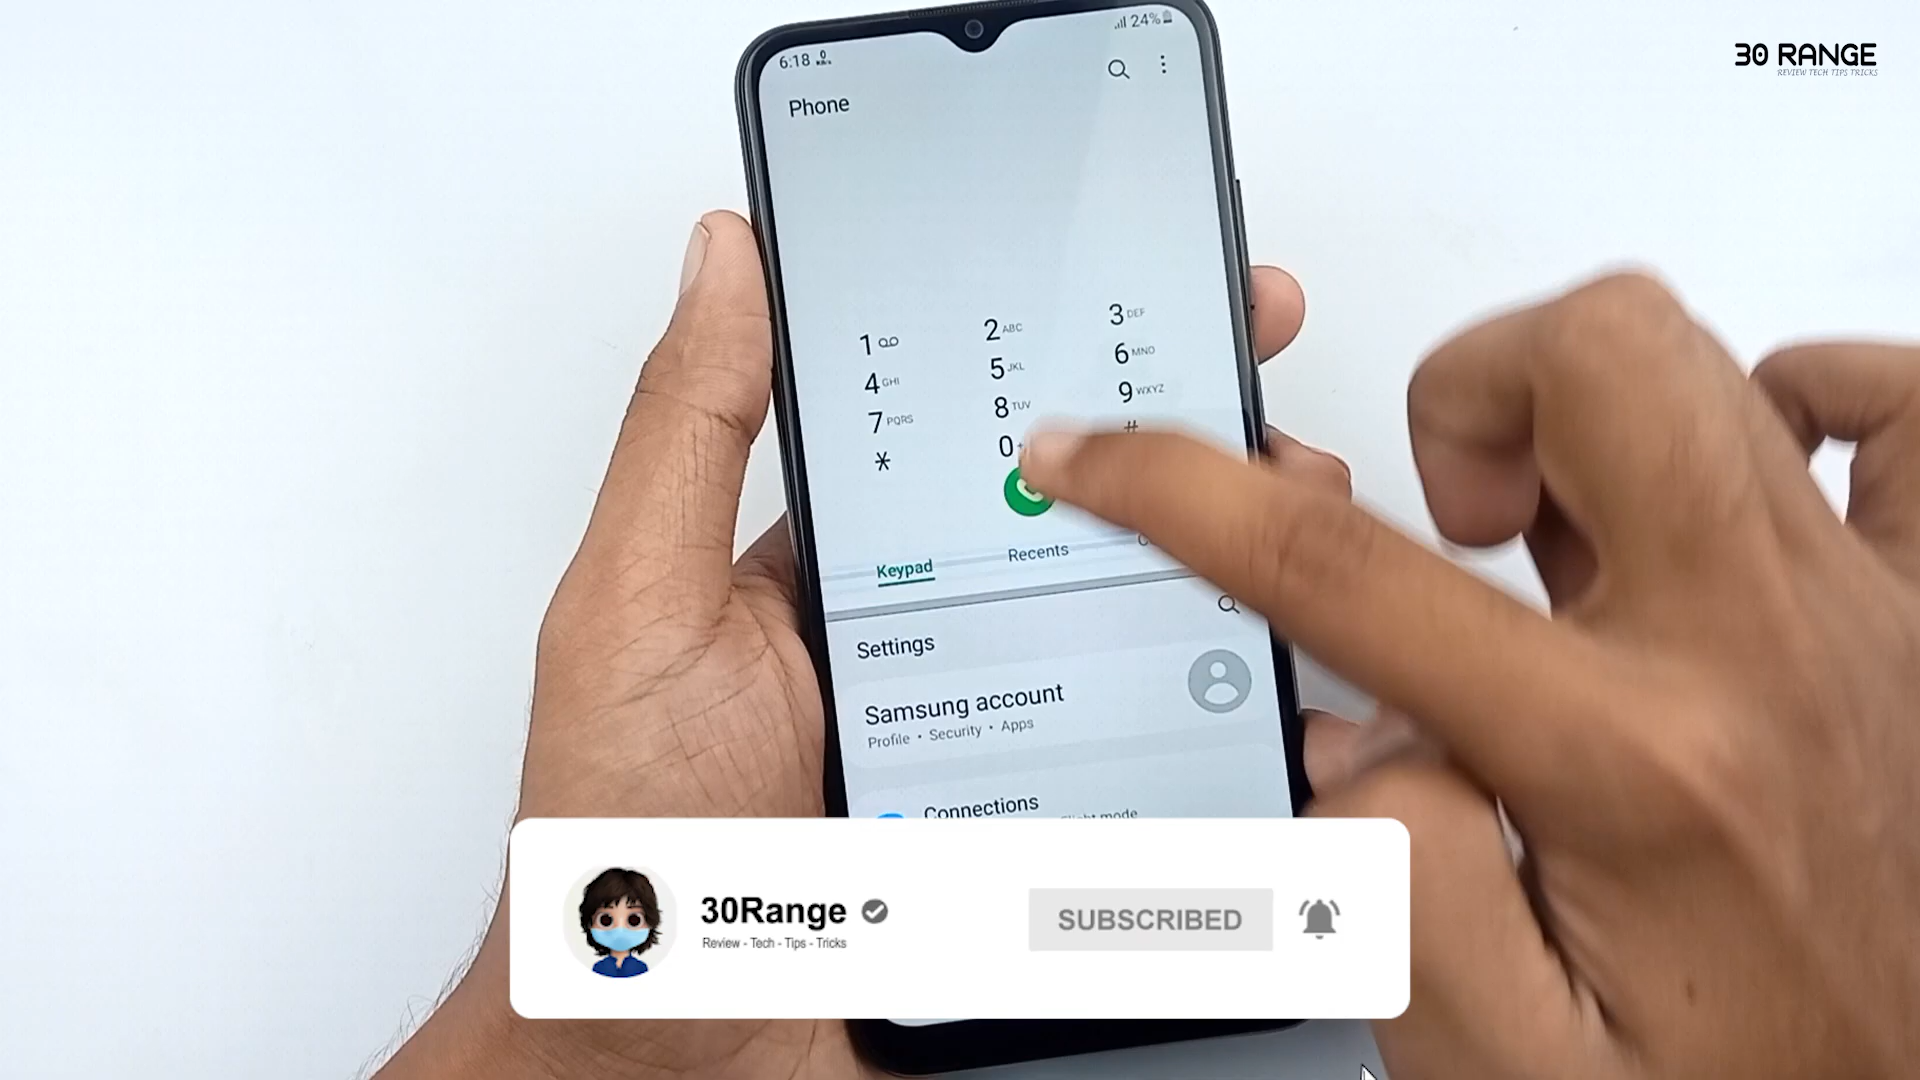 30 RANGE
REVIEW TECH TIPS TRICKS
6:18
24%
Phone
1
2 ABC
3 DEF
4 GHI
5 JKL
6 MNO
7 PQRS
8 TUV
9 WXYZ
*
0
#
Keypad
Recents
Settings
Samsung account
Profile • Security • Apps
Connections
Flight mode
30Range
Review - Tech - Tips - Tricks
SUBSCRIBED